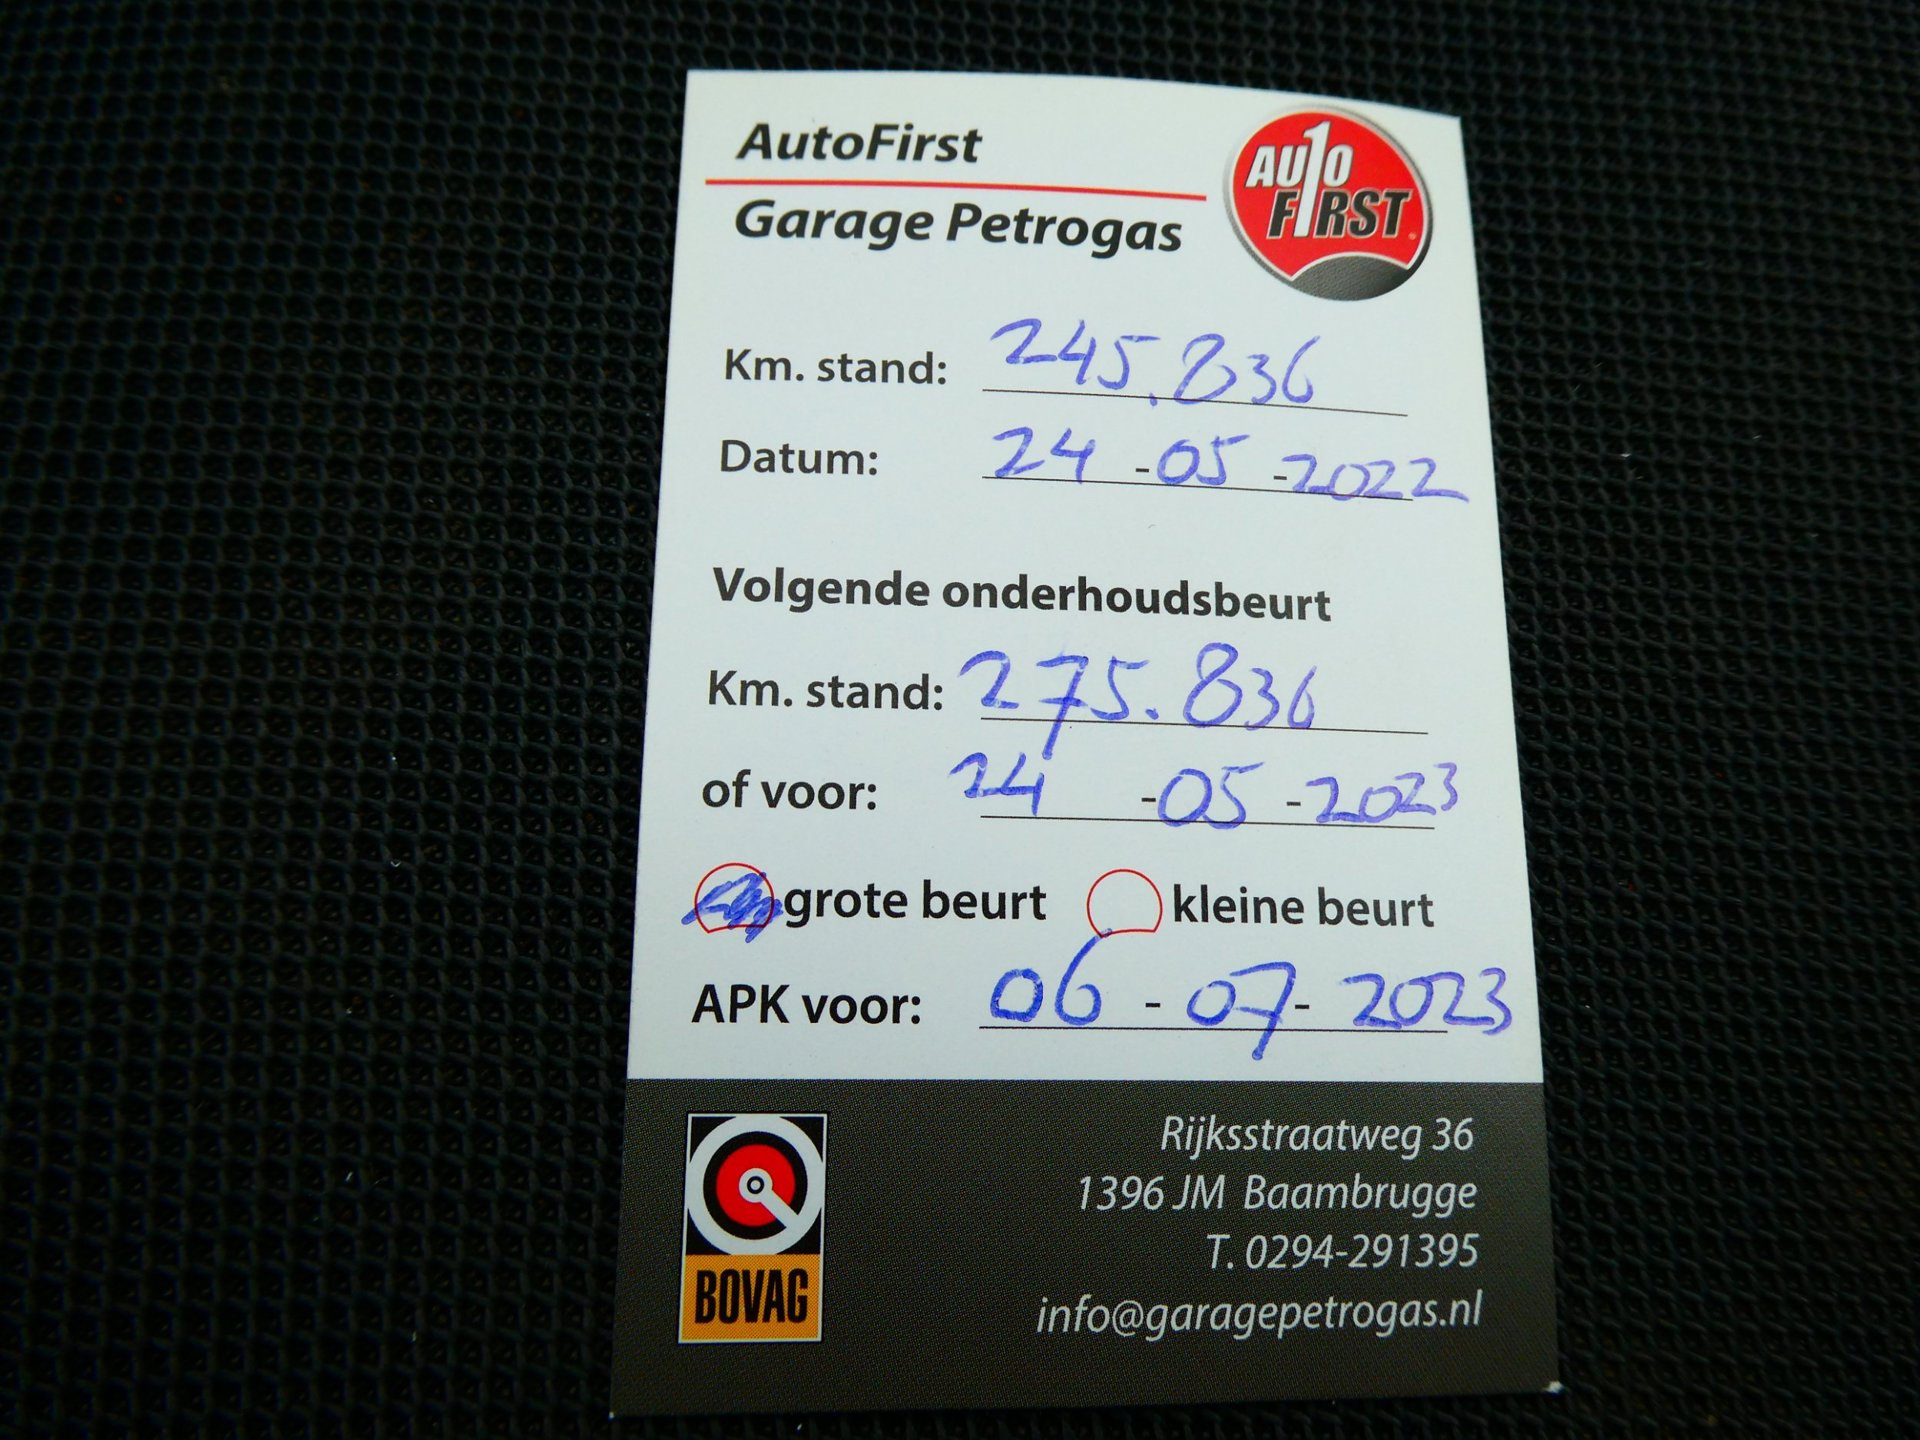 AutoFirst
Garage Petrogas
AUTO
FIRST
Km. stand: 245.836
Datum: 24 - 05 - 2022
Volgende onderhoudsbeurt
Km. stand: 275.836
of voor: 24 - 05 - 2023
grote beurt kleine beurt
APK voor: 06 - 07 - 2023
BOVAG
Rijksstraatweg 36
1396 JM Baambrugge
T. 0294-291395
info@garagepetrogas.nl